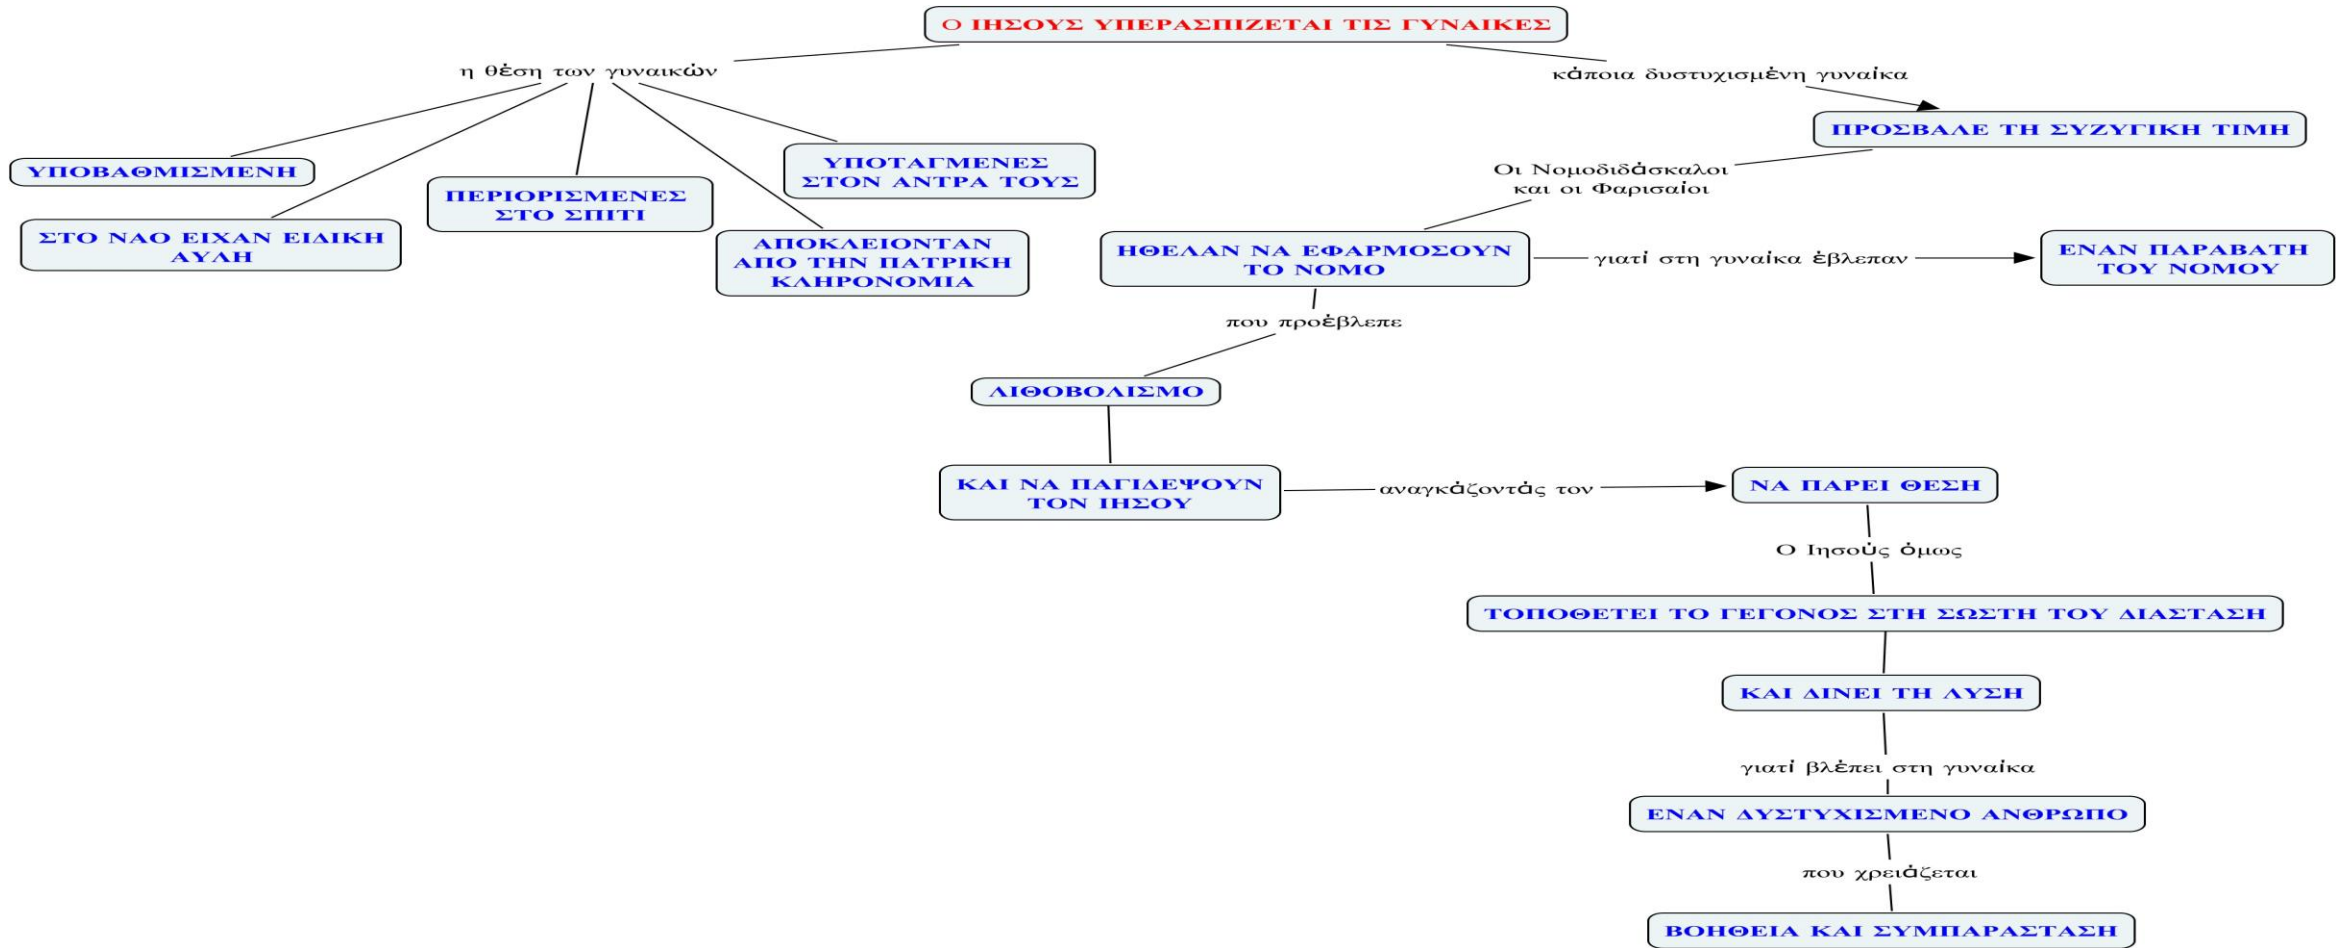 Ο ΙΗΣΟΥΣ ΥΠΕΡΑΣΠΙΖΕΤΑΙ ΤΙΣ ΓΥΝΑΙΚΕΣ
η θέση των γυναικών
ΥΠΟΒΑΘΜΙΣΜΕΝΗ
ΣΤΟ ΝΑΟ ΕΙΧΑΝ ΕΙΔΙΚΗ
ΑΥΛΗ
ΠΕΡΙΟΡΙΣΜΕΝΕΣ
ΣΤΟ ΣΠΙΤΙ
ΑΠΟΚΛΕΙΟΝΤΑΝ
ΑΠΟ ΤΗΝ ΠΑΤΡΙΚΗ
ΚΛΗΡΟΝΟΜΙΑ
ΥΠΟΤΑΓΜΕΝΕΣ
ΣΤΟΝ ΑΝΤΡΑ ΤΟΥΣ
κάποια δυστυχισμένη γυναίκα
ΠΡΟΣΒΑΛΕ ΤΗ ΣΥΖΥΓΙΚΗ ΤΙΜΗ
Οι Νομοδιδάσκαλοι
και οι Φαρισαίοι
ΗΘΕΛΑΝ ΝΑ ΕΦΑΡΜΟΣΟΥΝ
ΤΟ ΝΟΜΟ
γιατί στη γυναίκα έβλεπαν
ΕΝΑΝ ΠΑΡΑΒΑΤΗ
ΤΟΥ ΝΟΜΟΥ
που προέβλεπε
ΛΙΘΟΒΟΛΙΣΜΟ
ΚΑΙ ΝΑ ΠΑΓΙΔΕΨΟΥΝ
ΤΟΝ ΙΗΣΟΥ
αναγκάζοντάς τον
ΝΑ ΠΑΡΕΙ ΘΕΣΗ
Ο Ιησούς όμως
ΤΟΠΟΘΕΤΕΙ ΤΟ ΓΕΓΟΝΟΣ ΣΤΗ ΣΩΣΤΗ ΤΟΥ ΔΙΑΣΤΑΣΗ
ΚΑΙ ΔΙΝΕΙ ΤΗ ΛΥΣΗ
γιατί βλέπει στη γυναίκα
ΕΝΑΝ ΔΥΣΤΥΧΙΣΜΕΝΟ ΑΝΘΡΩΠΟ
που χρειάζεται
ΒΟΗΘΕΙΑ ΚΑΙ ΣΥΜΠΑΡΑΣΤΑΣΗ